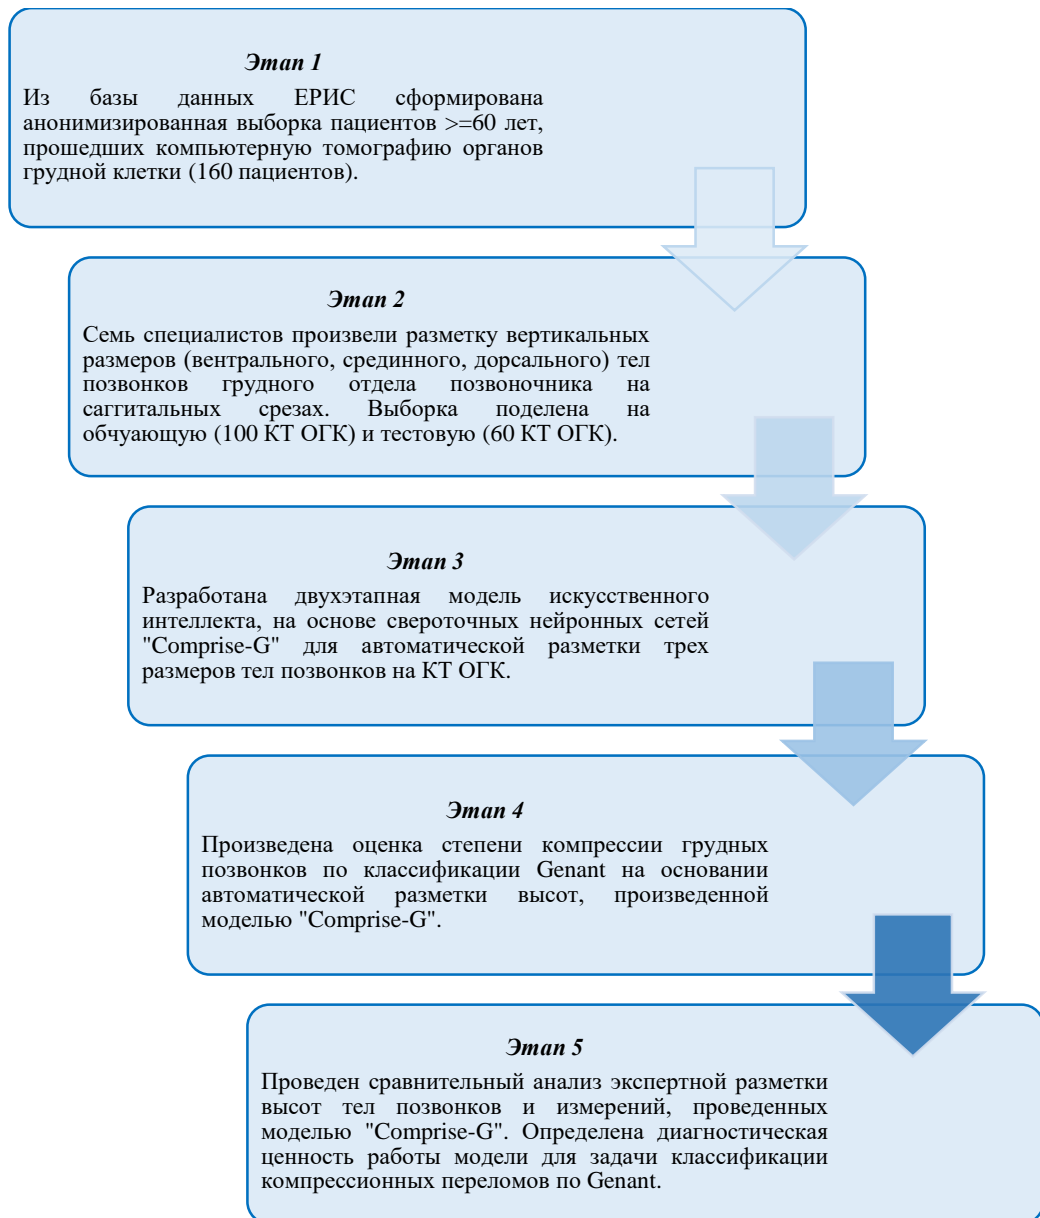 Этап 1
Из базы данных ЕРИС сформирована
анонимизированная выборка пациентов >=60 лет,
прошедших компьютерную томографию органов
грудной клетки (160 пациентов).
Этап 2
Семь специалистов произвели разметку вертикальных
размеров (вентрального, срединного, дорсального) тел
позвонков грудного отдела позвоночника на
саггитальных срезах. Выборка поделена на
обчуающую (100 КТ ОГК) и тестовую (60 КТ ОГК).
Этап 3
Разработана двухэтапная модель искусственного
интеллекта, на основе сверточных нейронных сетей
"Comprise-G" для автоматической разметки трех
размеров тел позвонков на КТ ОГК.
Этап 4
Произведена оценка степени компрессии грудных
позвонков по классификации Genant на основании
автоматической разметки высот, произведенной
моделью "Comprise-G".
Этап 5
Проведен сравнительный анализ экспертной разметки
высот тел позвонков и измерений, проведенных
моделью "Comprise-G". Определена диагностическая
ценность работы модели для задачи классификации
компрессионных переломов по Genant.